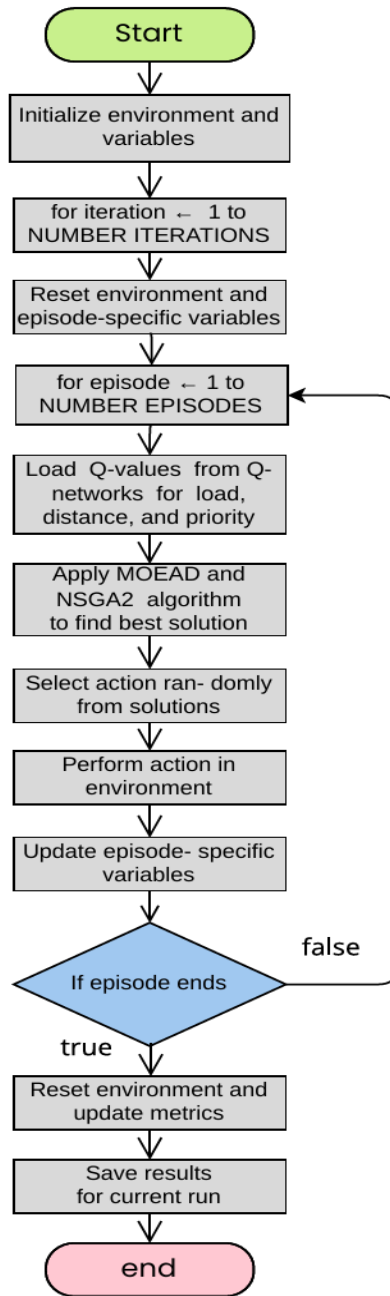 Start
Initialize environment and
variables
for iteration ← 1 to
NUMBER ITERATIONS
Reset environment and
episode-specific variables
for episode ← 1 to
NUMBER EPISODES
Load Q-values from Q-
networks for load,
distance, and priority
Apply MOEAD and
NSGA2 algorithm
to find best solution
Select action ran- domly
from solutions
Perform action in
environment
Update episode- specific
variables
If episode ends
false
true
Reset environment and
update metrics
Save results
for current run
end